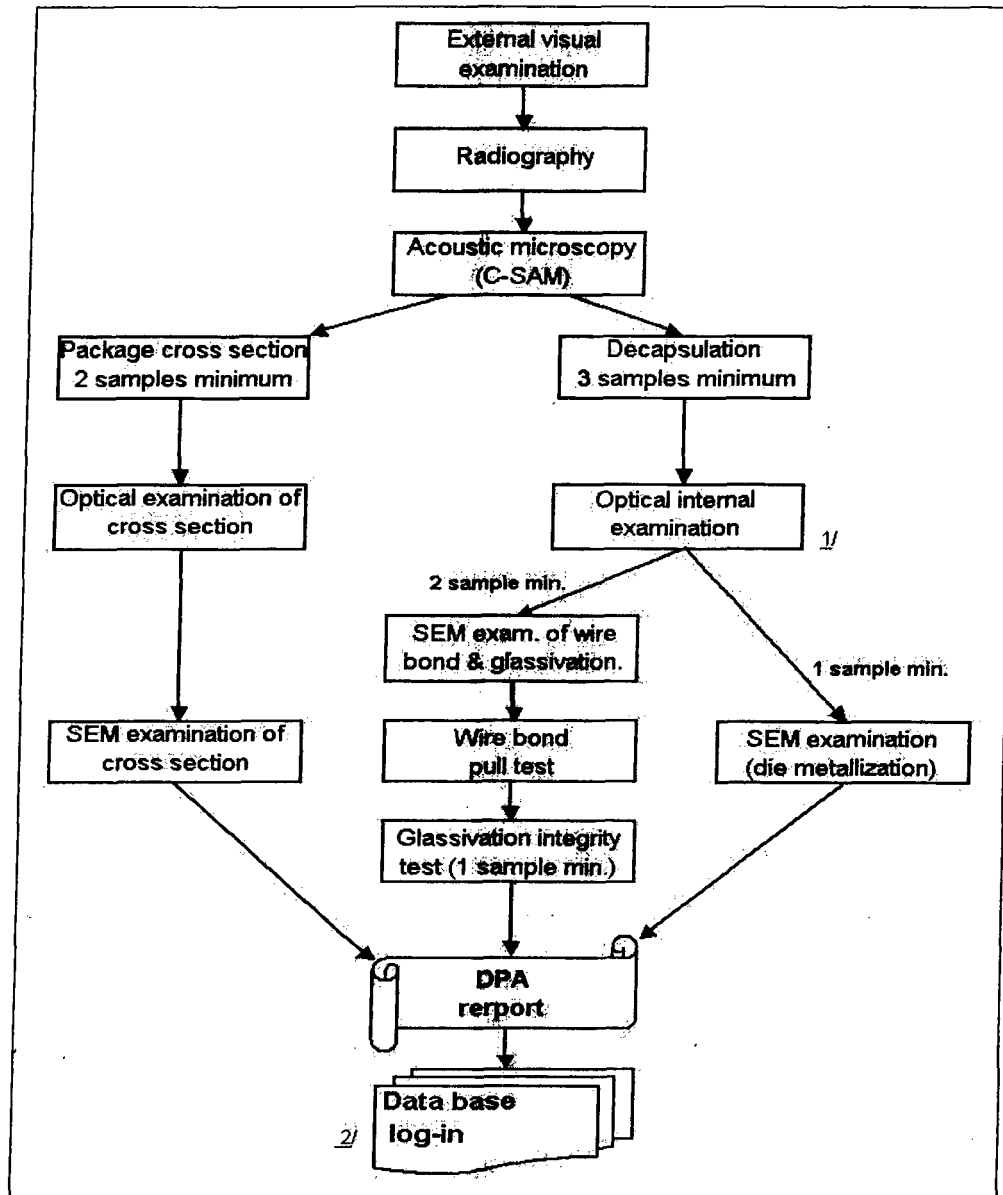 External visual
examination
Radiography
Acoustic microscopy
(C-SAM)
Package cross section
2 samples minimum
Decapsulation
3 samples minimum
Optical examination of
cross section
Optical internal
examination
1/
2 sample min.
SEM exam. of wire
bond & glassivation.
1 sample min.
SEM examination of
cross section
Wire bond
pull test
SEM examination
(die metallization)
Glassivation integrity
test (1 sample min.)
DPA
rerport
Data base
log-in
2/